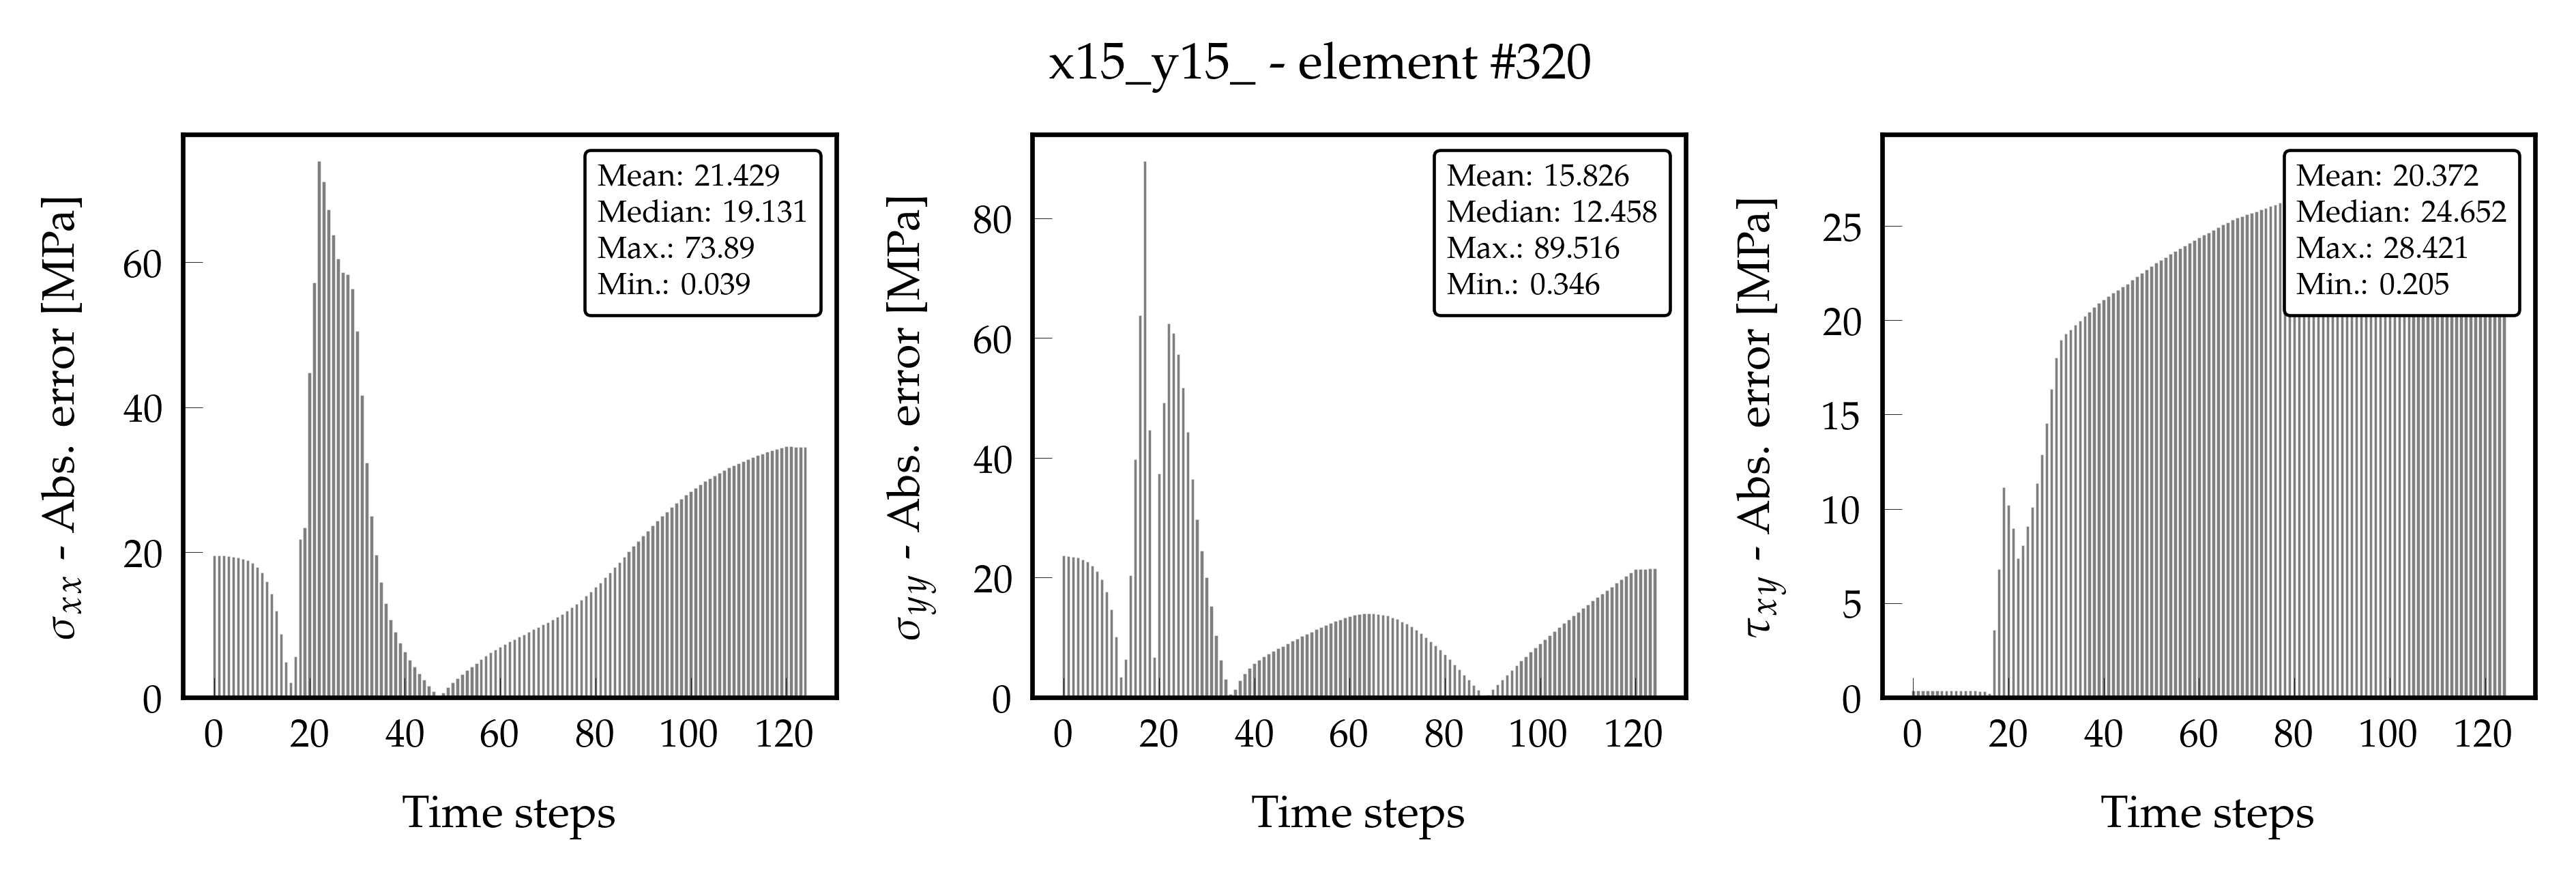 x15_y15_ - element #320
σxx - Abs. error [MPa]
60
40
20
0
Mean: 21.429
Median: 19.131
Max.: 73.89
Min.: 0.039
0 20 40 60 80 100 120
Time steps
σyy - Abs. error [MPa]
80
60
40
20
0
Mean: 15.826
Median: 12.458
Max.: 89.516
Min.: 0.346
0 20 40 60 80 100 120
Time steps
τxy - Abs. error [MPa]
25
20
15
10
5
0
Mean: 20.372
Median: 24.652
Max.: 28.421
Min.: 0.205
0 20 40 60 80 100 120
Time steps